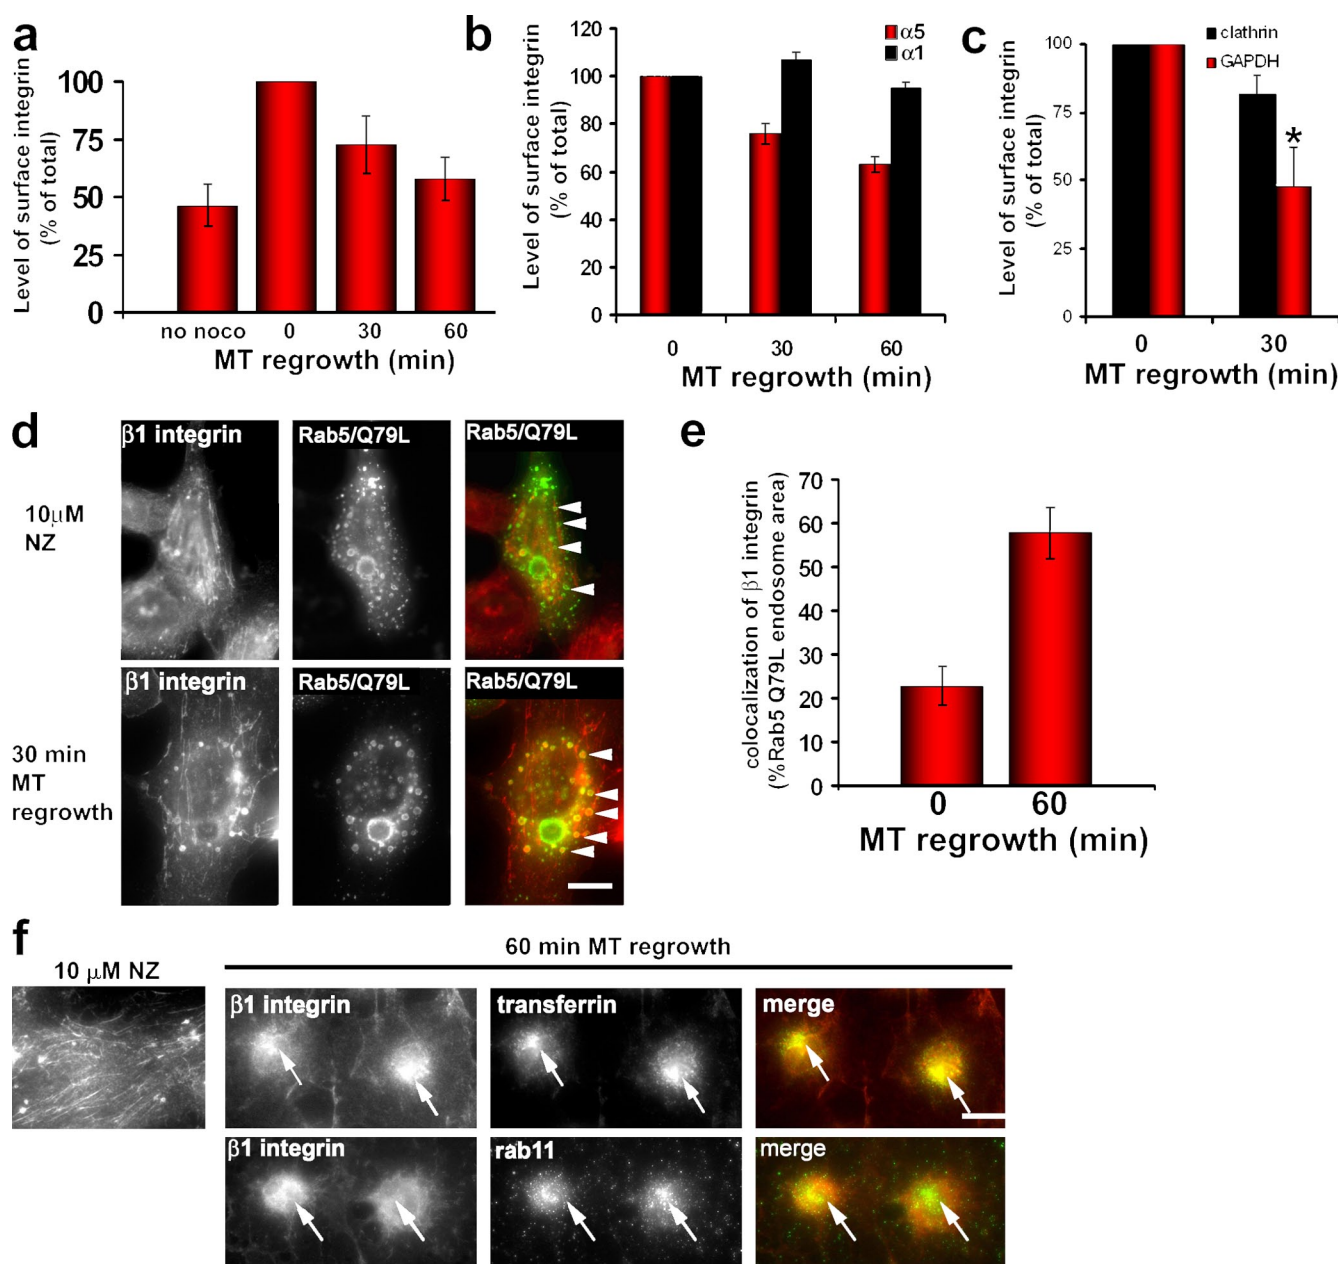 a
Level of surface integrin
(% of total)
100
75
50
25
0
no noco
0
30
60
MT regrowth (min)
b
α5
α1
Level of surface integrin
(% of total)
120
100
80
60
40
20
0
0
30
60
MT regrowth (min)
c
clathrin
GAPDH
Level of surface integrin
(% of total)
100
75
50
25
0
*
0
30
MT regrowth (min)
d
β1 integrin
Rab5/Q79L
Rab5/Q79L
10μM
NZ
β1 integrin
Rab5/Q79L
Rab5/Q79L
30 min
MT
regrowth
e
colocalization of β1 integrin
(%Rab5 Q79L endosome area)
70
60
50
40
30
20
10
0
0
60
MT regrowth (min)
f
60 min MT regrowth
10 μM NZ
β1 integrin
transferrin
merge
β1 integrin
rab11
merge